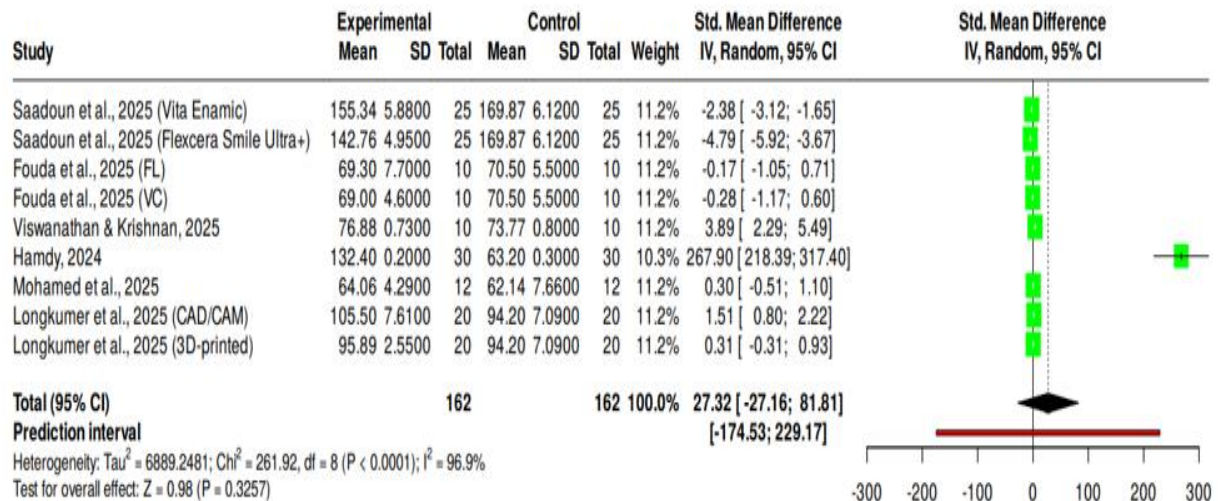 Experimental Control Std. Mean Difference Std. Mean Difference
Study Mean SD Total Mean SD Total Weight IV, Random, 95% CI IV, Random, 95% CI
Saadoun et al., 2025 (Vita Enamic) 155.34 5.8800 25 169.87 6.1200 25 11.2% -2.38 [ -3.12; -1.65]
Saadoun et al., 2025 (Flexcera Smile Ultra+) 142.76 4.9500 25 169.87 6.1200 25 11.2% -4.79 [ -5.92; -3.67]
Fouda et al., 2025 (FL) 69.30 7.7000 10 70.50 5.5000 10 11.2% -0.17 [ -1.05; 0.71]
Fouda et al., 2025 (VC) 69.00 4.6000 10 70.50 5.5000 10 11.2% -0.28 [ -1.17; 0.60]
Viswanathan & Krishnan, 2025 76.88 0.7300 10 73.77 0.8000 10 11.2% 3.89 [ 2.29; 5.49]
Hamdy, 2024 132.40 0.2000 30 63.20 0.3000 30 10.3% 267.90 [218.39; 317.40]
Mohamed et al., 2025 64.06 4.2900 12 62.14 7.6600 12 11.2% 0.30 [ -0.51; 1.10]
Longkumer et al., 2025 (CAD/CAM) 105.50 7.6100 20 94.20 7.0900 20 11.2% 1.51 [ 0.80; 2.22]
Longkumer et al., 2025 (3D-printed) 95.89 2.5500 20 94.20 7.0900 20 11.2% 0.31 [ -0.31; 0.93]
Total (95% CI) 162 162 100.0% 27.32 [ -27.16; 81.81]
Prediction interval [-174.53; 229.17]
Heterogeneity: Tau² = 6889.2481; Chi² = 261.92, df = 8 (P < 0.0001); I² = 96.9%
Test for overall effect: Z = 0.98 (P = 0.3257)
-300 -200 -100 0 100 200 300